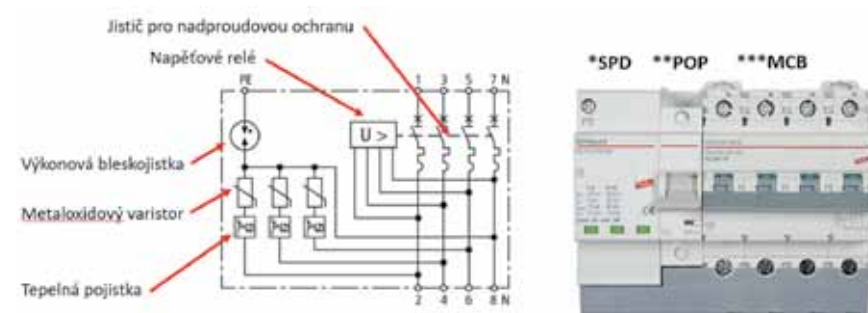 Jistič pro nadproudovou ochranu
Napěťové relé
*SPD **POP ***MCB
PE 1 3 5 7 N
U >
Výkonová bleskojistka
Metaloxidový varistor
Tepelná pojistka
2 4 6 8 N